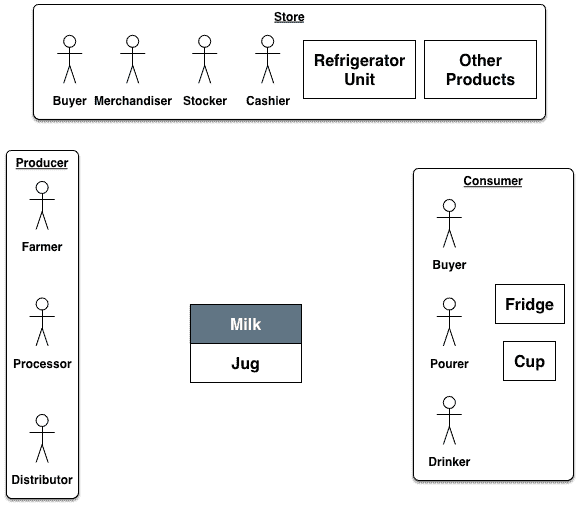 Store
Refrigerator
Unit
Other
Products
Buyer Merchandiser Stocker Cashier
Producer
Farmer
Processor
Distributor
Milk
Jug
Consumer
Buyer
Fridge
Pourer
Cup
Drinker